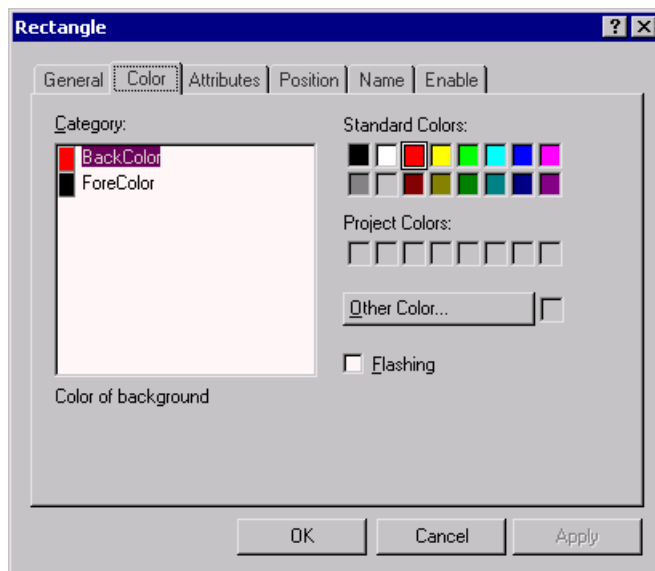 Rectangle
General Color Attributes Position Name Enable
Category:
BackColor
ForeColor
Color of background
Standard Colors:
Project Colors:
Other Color...
Flashing
OK Cancel Apply